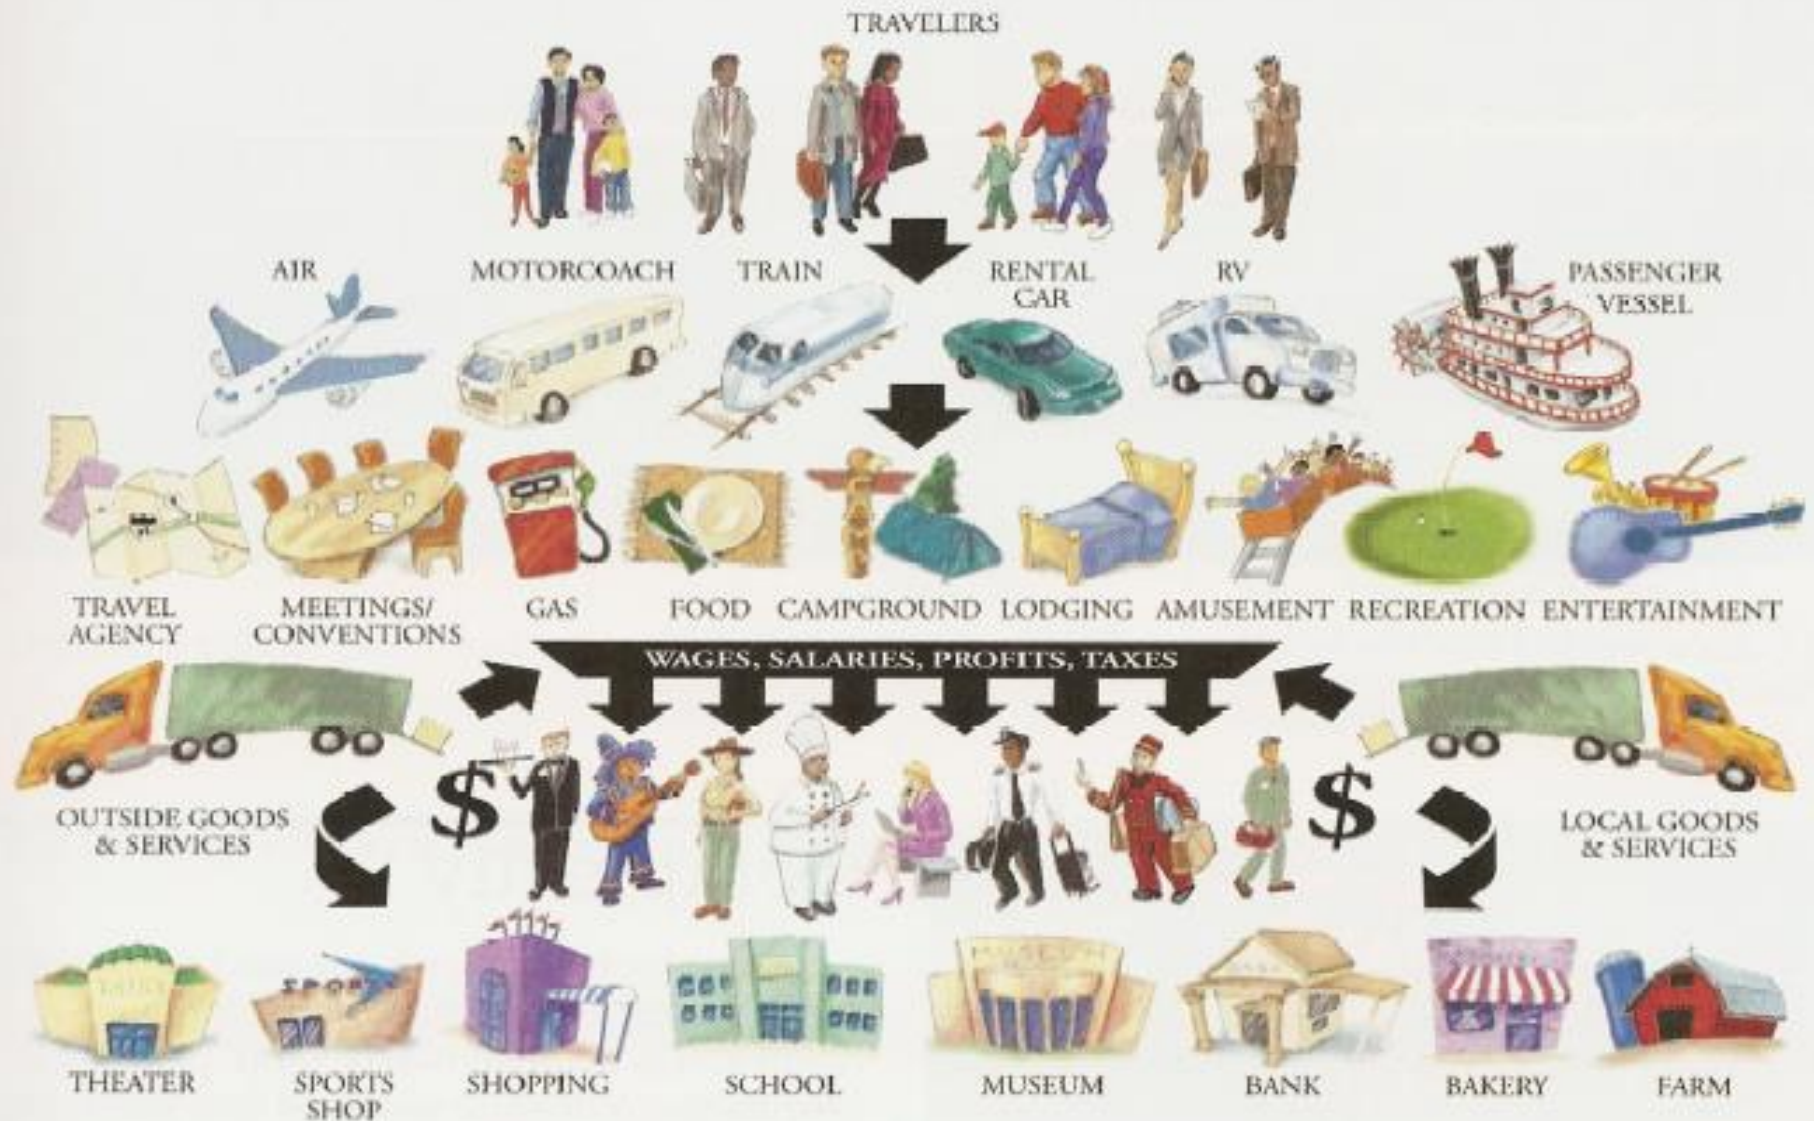 TRAVELERS
AIR
MOTORCOACH
TRAIN
RENTAL
CAR
RV
PASSENGER
VESSEL
TRAVEL
AGENCY
MEETINGS/
CONVENTIONS
GAS
FOOD
CAMPGROUND
LODGING
AMUSEMENT
RECREATION
ENTERTAINMENT
WAGES, SALARIES, PROFITS, TAXES
OUTSIDE GOODS
& SERVICES
$
$
LOCAL GOODS
& SERVICES
SPORTS
MUSEUM
THEATER
SPORTS
SHOP
SHOPPING
SCHOOL
MUSEUM
BANK
BAKERY
FARM